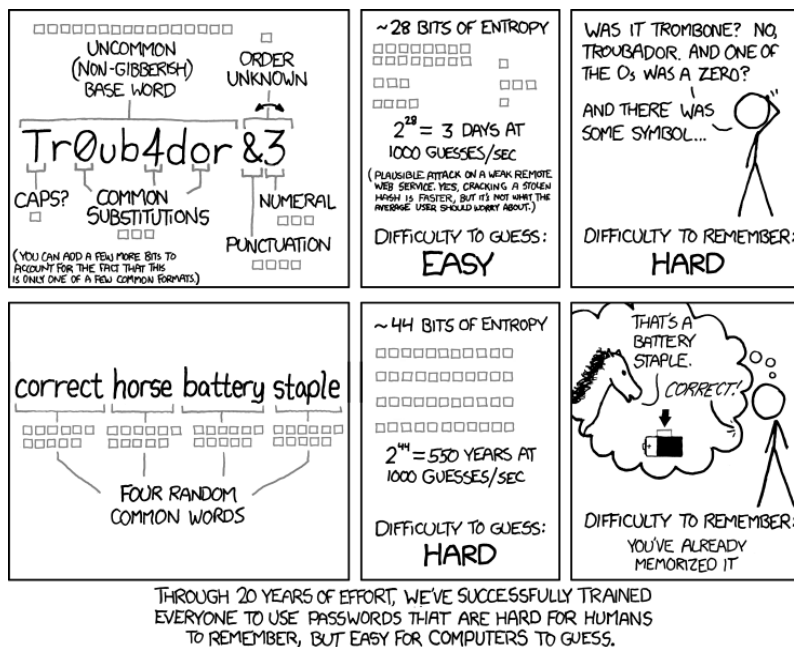 UNCOMMON
(NON-GIBBERISH)
BASE WORD
ORDER
UNKNOWN
Tr0ub4dor &3
CAPS?
COMMON
SUBSTITUTIONS
NUMERAL
PUNCTUATION
(YOU CAN ADD A FEW MORE BITS TO
ACCOUNT FOR THE FACT THAT THIS
IS ONLY ONE OF A FEW COMMON FORMATS.)
~28 BITS OF ENTROPY
2^28 = 3 DAYS AT
1000 GUESSES/SEC
(PLAUSIBLE ATTACK ON A WEAK REMOTE
WEB SERVICE. YES, CRACKING A STOLEN
HASH IS FASTER, BUT IT'S NOT WHAT THE
AVERAGE USER SHOULD WORRY ABOUT.)
DIFFICULTY TO GUESS:
EASY
WAS IT TROMBONE? NO,
TROUBADOR. AND ONE OF
THE Os WAS A ZERO?
AND THERE WAS
SOME SYMBOL...
DIFFICULTY TO REMEMBER:
HARD
correct horse battery staple
FOUR RANDOM
COMMON WORDS
~44 BITS OF ENTROPY
2^44 = 550 YEARS AT
1000 GUESSES/SEC
DIFFICULTY TO GUESS:
HARD
THAT'S A
BATTERY
STAPLE.
CORRECT!
DIFFICULTY TO REMEMBER:
YOU'VE ALREADY
MEMORIZED IT
THROUGH 20 YEARS OF EFFORT, WE'VE SUCCESSFULLY TRAINED
EVERYONE TO USE PASSWORDS THAT ARE HARD FOR HUMANS
TO REMEMBER, BUT EASY FOR COMPUTERS TO GUESS.